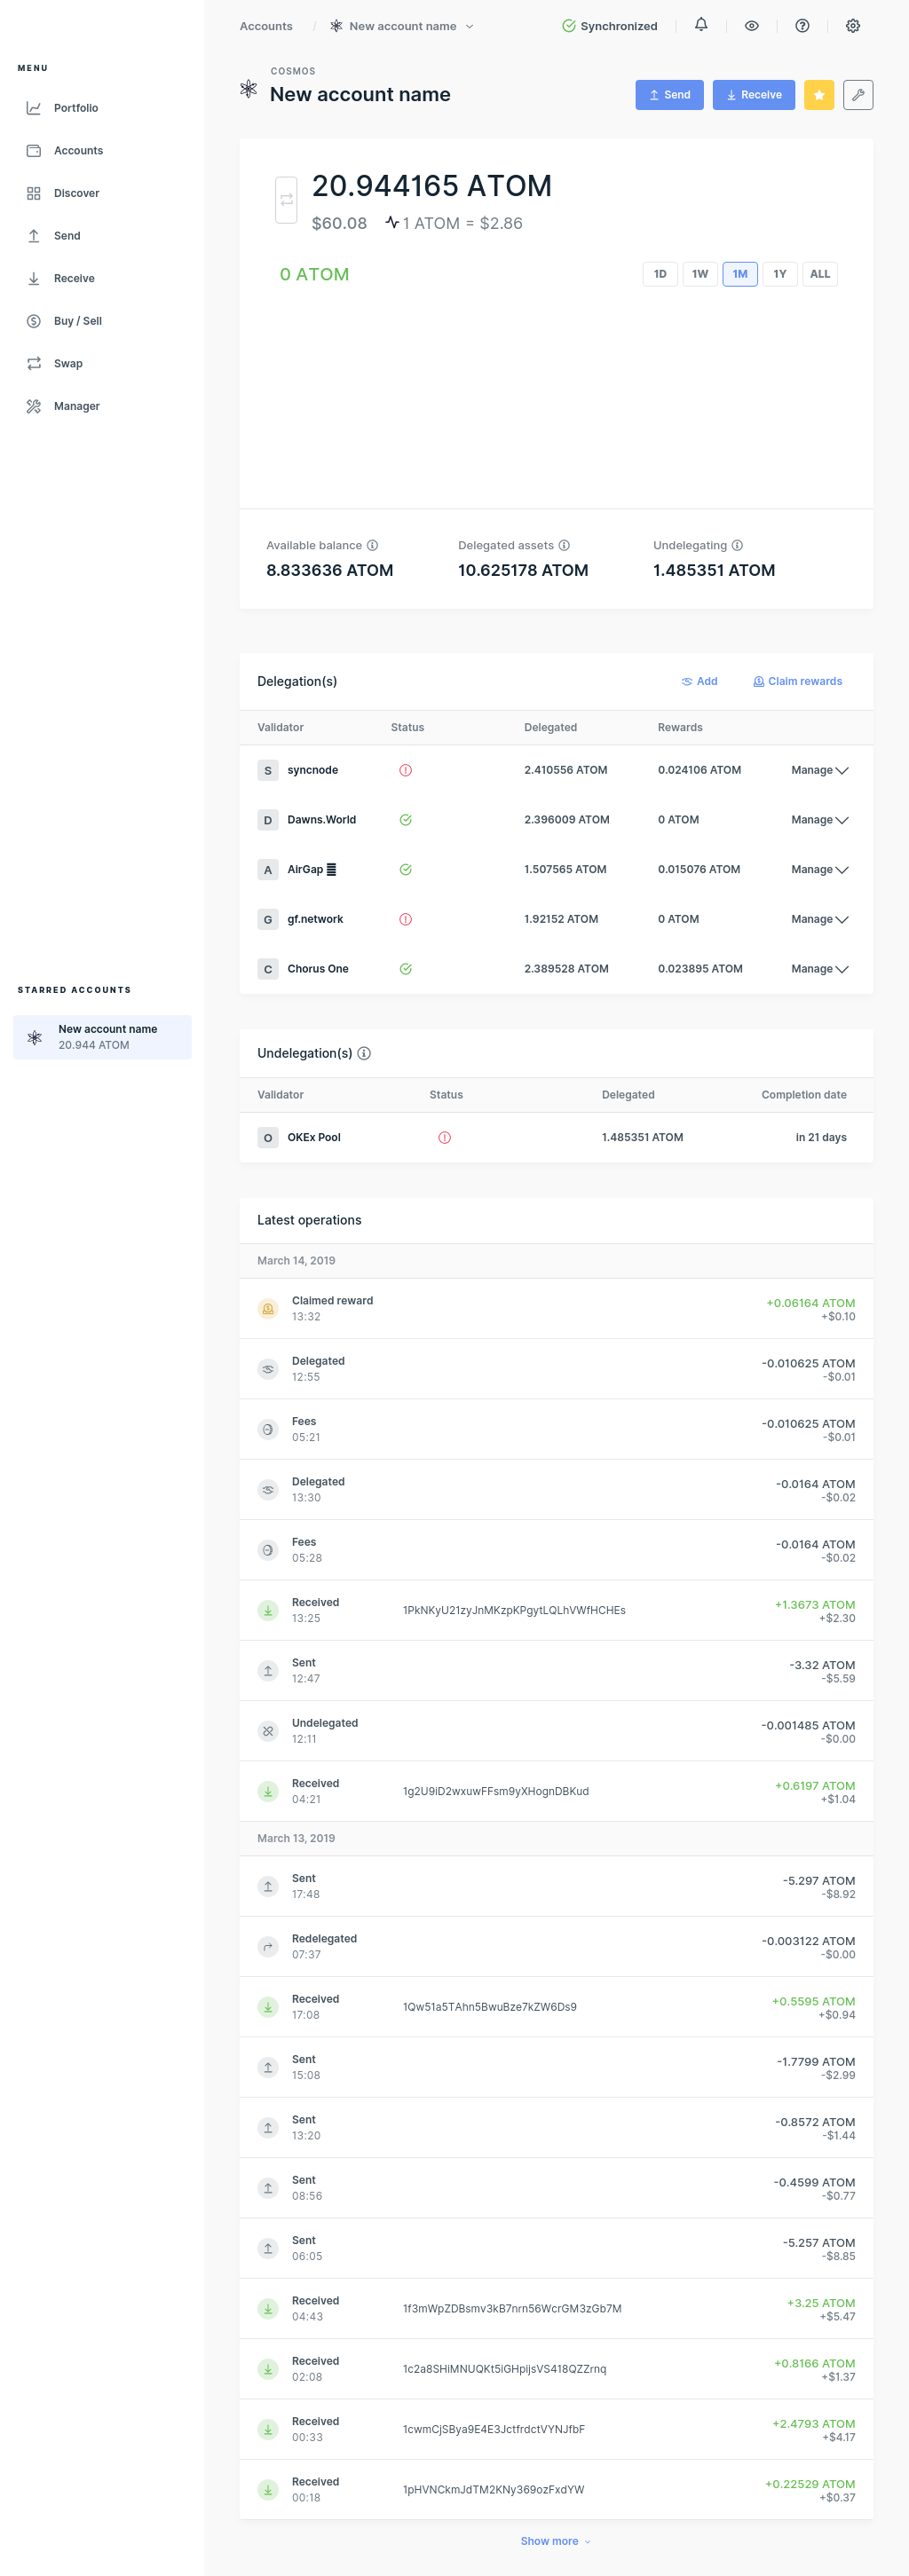 Accounts / New account name
Synchronized
MENU
Portfolio
Accounts
Discover
Send
Receive
Buy / Sell
Swap
Manager
STARRED ACCOUNTS
New account name
20.944 ATOM
COSMOS
New account name
Send
Receive
20.944165 ATOM
$60.08 1 ATOM = $2.86
0 ATOM
1D 1W 1M 1Y ALL
Available balance Delegated assets Undelegating
8.833636 ATOM 10.625178 ATOM 1.485351 ATOM
Delegation(s) Add Claim rewards
Validator Status Delegated Rewards
S syncnode 2.410556 ATOM 0.024106 ATOM Manage
D Dawns.World 2.396009 ATOM 0 ATOM Manage
A AirGap 1.507565 ATOM 0.015076 ATOM Manage
G gf.network 1.92152 ATOM 0 ATOM Manage
C Chorus One 2.389528 ATOM 0.023895 ATOM Manage
Undelegation(s)
Validator Status Delegated Completion date
O OKEx Pool 1.485351 ATOM in 21 days
Latest operations
March 14, 2019
Claimed reward +0.06164 ATOM
13:32 +$0.10
Delegated -0.010625 ATOM
12:55 -$0.01
Fees -0.010625 ATOM
05:21 -$0.01
Delegated -0.0164 ATOM
13:30 -$0.02
Fees -0.0164 ATOM
05:28 -$0.02
Received 1PkNKyU21zyJnMKzpKPgytLQLhVWfHCHEs +1.3673 ATOM
13:25 +$2.30
Sent -3.32 ATOM
12:47 -$5.59
Undelegated -0.001485 ATOM
12:11 -$0.00
Received 1g2U9iD2wxuwFFsm9yXHognDBKud +0.6197 ATOM
04:21 +$1.04
March 13, 2019
Sent -5.297 ATOM
17:48 -$8.92
Redelegated -0.003122 ATOM
07:37 -$0.00
Received 1Qw51a5TAhn5BwuBze7kZW6Ds9 +0.5595 ATOM
17:08 +$0.94
Sent -1.7799 ATOM
15:08 -$2.99
Sent -0.8572 ATOM
13:20 -$1.44
Sent -0.4599 ATOM
08:56 -$0.77
Sent -5.257 ATOM
06:05 -$8.85
Received 1f3mWpZDBsmv3kB7nrn56WcrGM3zGb7M +3.25 ATOM
04:43 +$5.47
Received 1c2a8SHiMNUQKt5iGHpijsVS418QZZrnq +0.8166 ATOM
02:08 +$1.37
Received 1cwmCjSBya9E4E3JctfrdctVYNJfbF +2.4793 ATOM
00:33 +$4.17
Received 1pHVNCkmJdTM2KNy369ozFxdYW +0.22529 ATOM
00:18 +$0.37
Show more